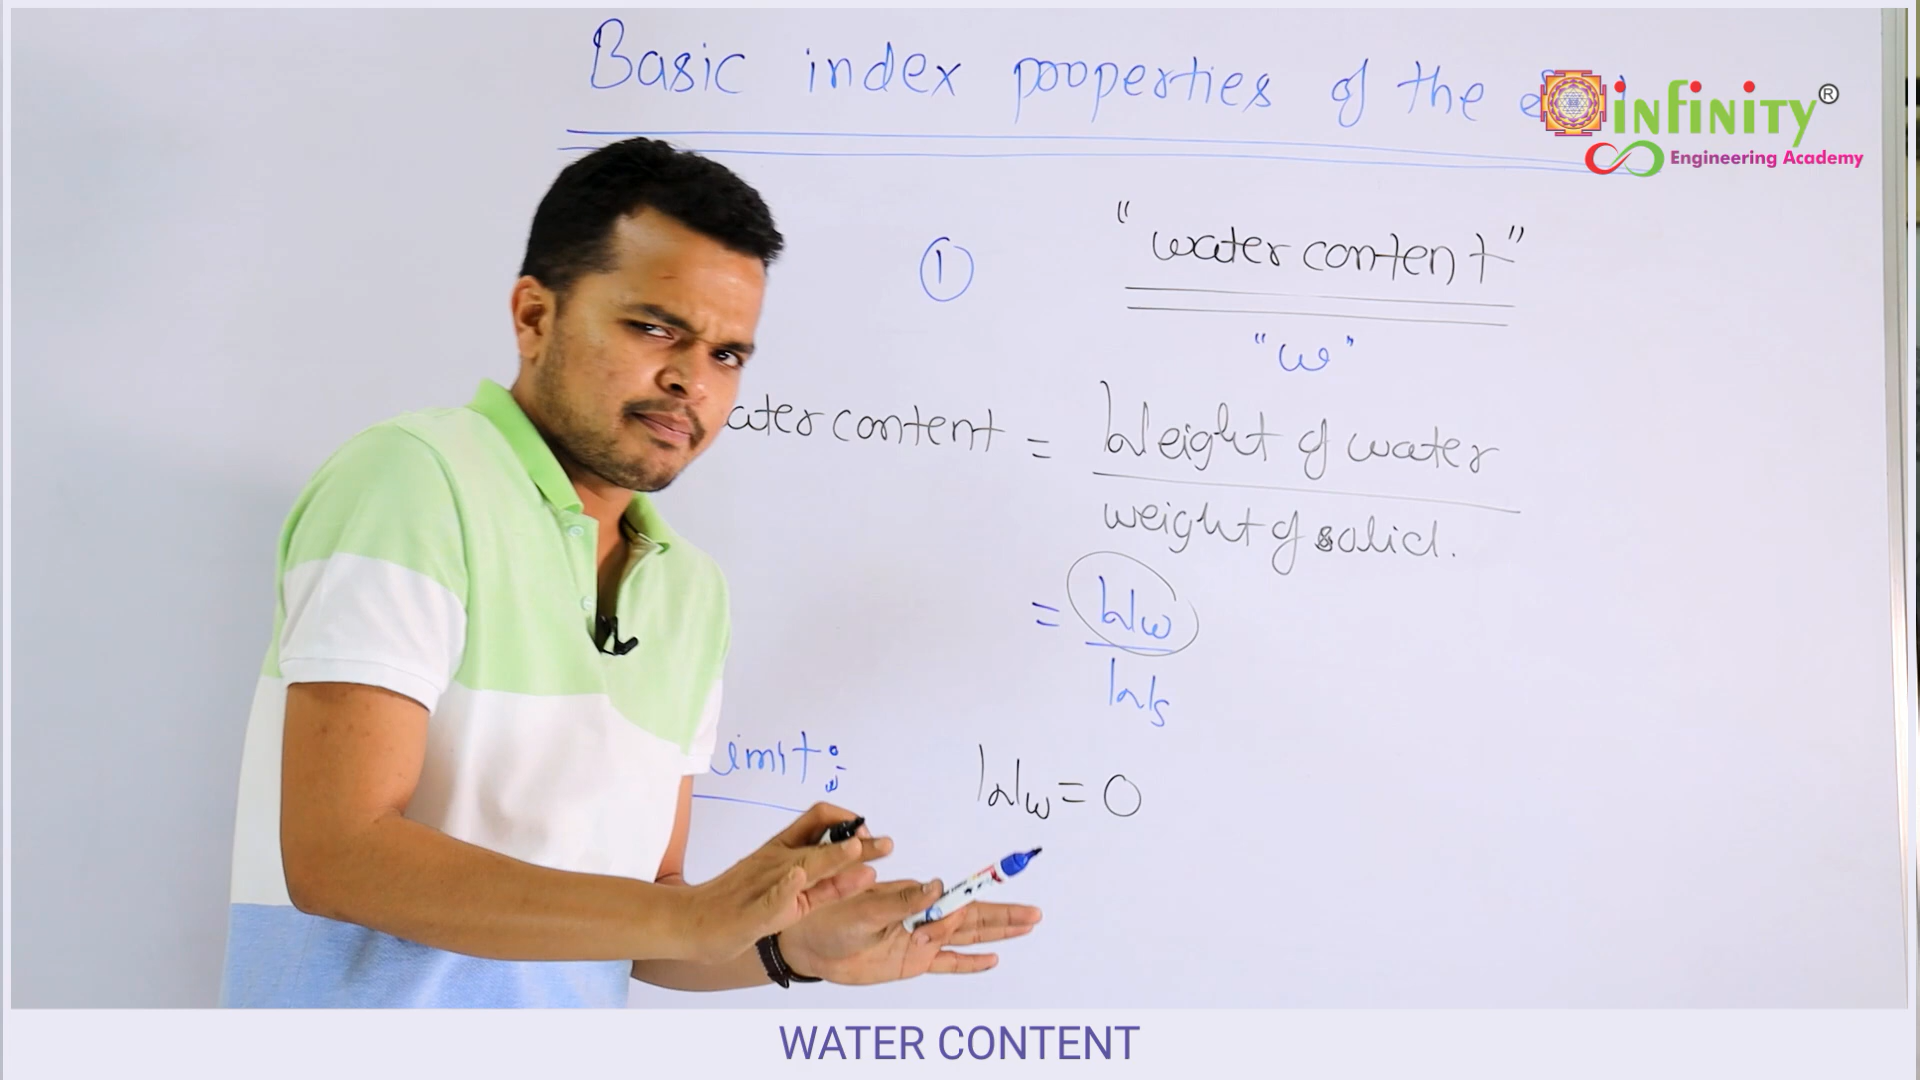 Basic index properties of the
infinity®
Engineering Academy
①
"water content"
"w"
ater content = Weight of water
weight of solid.
= Ww
Ws
limit:
Ww = 0
WATER CONTENT